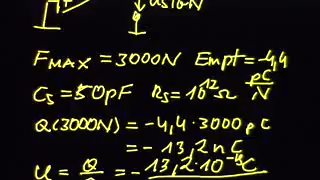 F_MAX = 3000N Empf = -4,4 pC/N
C_S = 50pF R_S = 10^12 Ω
Q(3000N) = -4,4 · 3000 pC
= -13,2 nC
U = Q/ = -13,2·10^-9 C